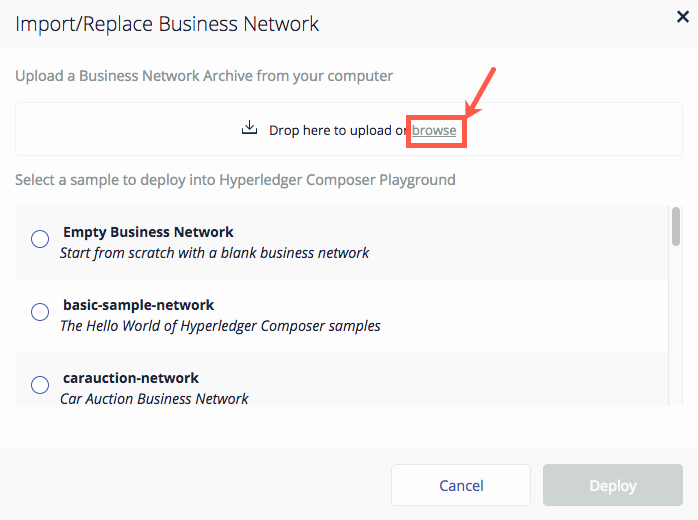 Import/Replace Business Network
Upload a Business Network Archive from your computer
Drop here to upload or browse
Select a sample to deploy into Hyperledger Composer Playground
Empty Business Network
Start from scratch with a blank business network
basic-sample-network
The Hello World of Hyperledger Composer samples
carauction-network
Car Auction Business Network
Cancel
Deploy